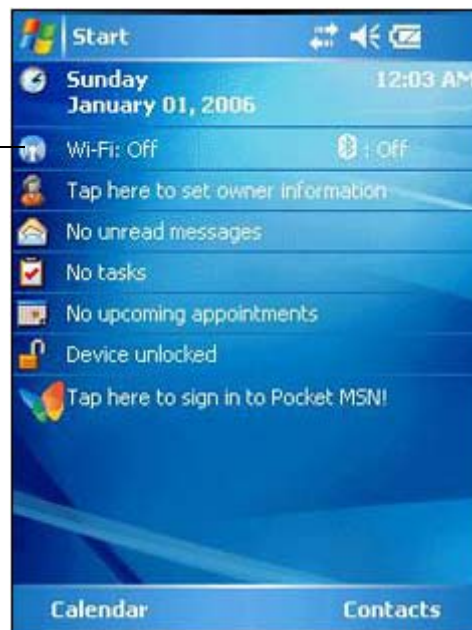 Start
Sunday 12:03 AM
January 01, 2006
Wi-Fi: Off : Off
Tap here to set owner information
No unread messages
No tasks
No upcoming appointments
Device unlocked
Tap here to sign in to Pocket MSN!
Calendar Contacts